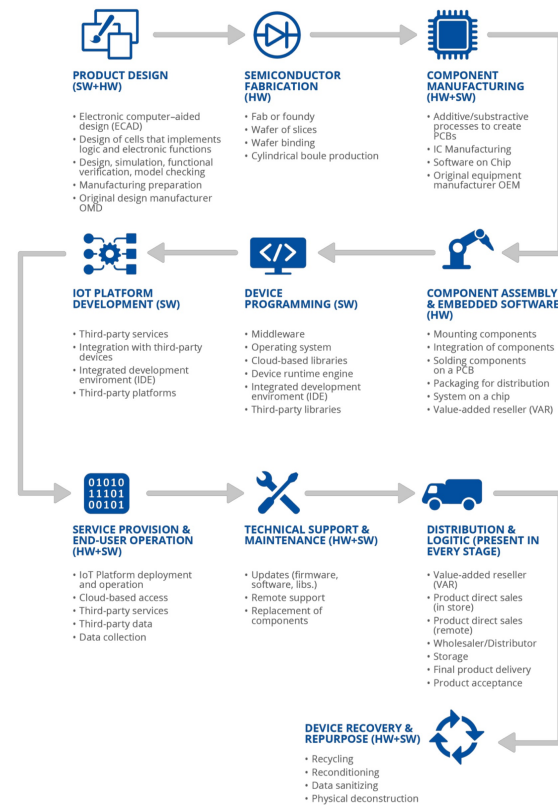 PRODUCT DESIGN
(SW+HW)
• Electronic computer–aided
design (ECAD)
• Design of cells that implements
logic and electronic functions
• Design, simulation, functional
verification, model checking
• Manufacturing preparation
• Original design manufacturer
OMD
SEMICONDUCTOR
FABRICATION
(HW)
• Fab or foundy
• Wafer of slices
• Wafer binding
• Cylindrical boule production
COMPONENT
MANUFACTURING
(HW+SW)
• Additive/substractive
processes to create
PCBs
• IC Manufacturing
• Software on Chip
• Original equipment
manufacturer OEM
COMPONENT ASSEMBLY
& EMBEDDED SOFTWARE
(HW)
• Mounting components
• Integration of components
• Solding components
on a PCB
• Packaging for distribution
• System on a chip
• Value-added reseller (VAR)
</>
DEVICE
PROGRAMMING (SW)
• Middleware
• Operating system
• Cloud-based libraries
• Device runtime engine
• Integrated development
enviroment (IDE)
• Third-party libraries
IOT PLATFORM
DEVELOPMENT (SW)
• Third-party services
• Integration with third-party
devices
• Integrated development
enviroment (IDE)
• Third-party platforms
01010
11101
00101
SERVICE PROVISION &
END-USER OPERATION
(HW+SW)
• IoT Platform deployment
and operation
• Cloud-based access
• Third-party services
• Third-party data
• Data collection
TECHNICAL SUPPORT &
MAINTENANCE (HW+SW)
• Updates (firmware,
software, libs.)
• Remote support
• Replacement of
components
DISTRIBUTION &
LOGITIC (PRESENT IN
EVERY STAGE)
• Value-added reseller
(VAR)
• Product direct sales
(in store)
• Product direct sales
(remote)
• Wholesaler/Distributor
• Storage
• Final product delivery
• Product acceptance
DEVICE RECOVERY &
REPURPOSE (HW+SW)
• Recycling
• Reconditioning
• Data sanitizing
• Physical deconstruction